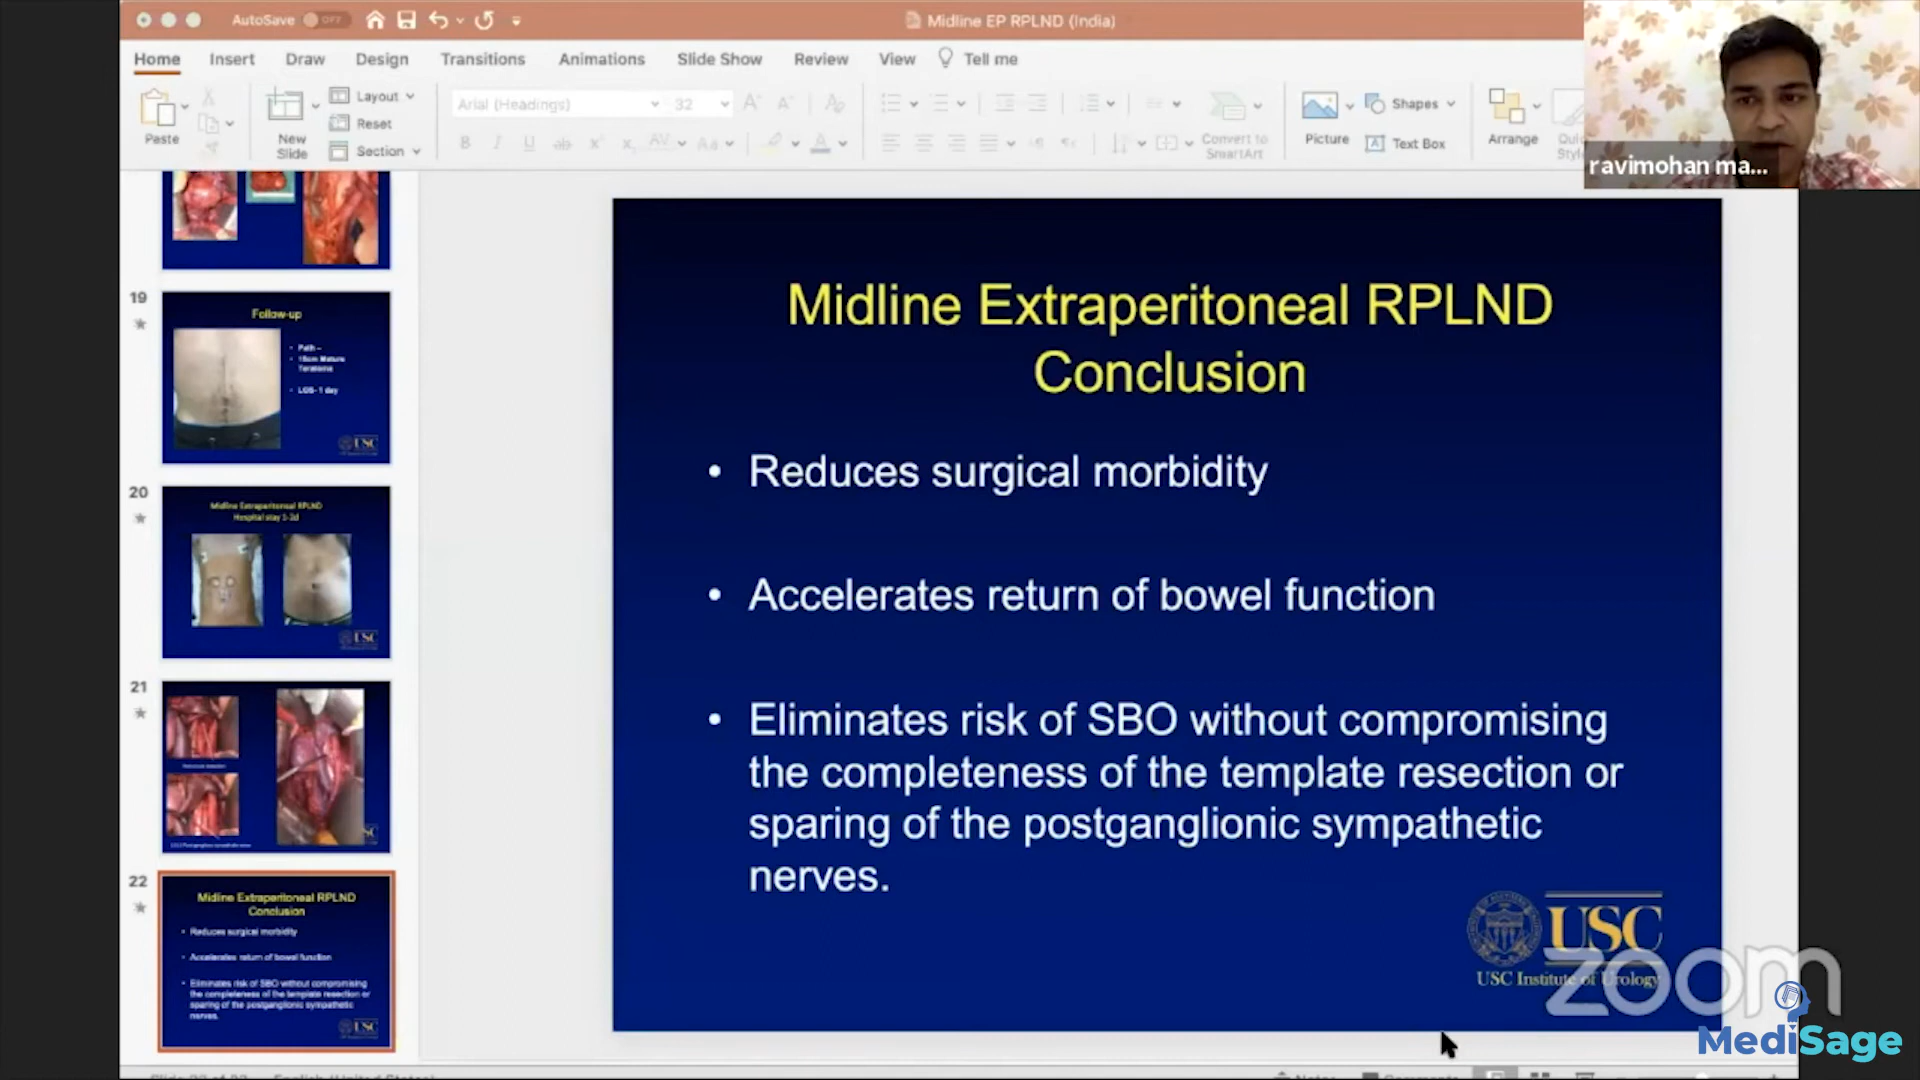 AutoSave OFF
Midline EP RPLND (India)
Home Insert Draw Design Transitions Animations Slide Show Review View Tell me
Paste
New Slide
Layout
Reset
Section
Arial (Headings) 32
Convert to SmartArt
Picture
Shapes
Text Box
Arrange
ravimohan ma...
19
Follow-up
• Path –
• LOS- 1 day
USC
20
Midline Extraperitoneal RPLND
Hospital stay 1-3d
USC
21
22
Midline Extraperitoneal RPLND
Conclusion
• Reduces surgical morbidity
• Accelerates return of bowel function
• Eliminates risk of SBO without compromising
the completeness of the template resection or
sparing of the postganglionic sympathetic
nerves.
USC
Midline Extraperitoneal RPLND
Conclusion
• Reduces surgical morbidity
• Accelerates return of bowel function
• Eliminates risk of SBO without compromising
the completeness of the template resection or
sparing of the postganglionic sympathetic
nerves.
USC
USC Institute of Urology
zoom
MediSage